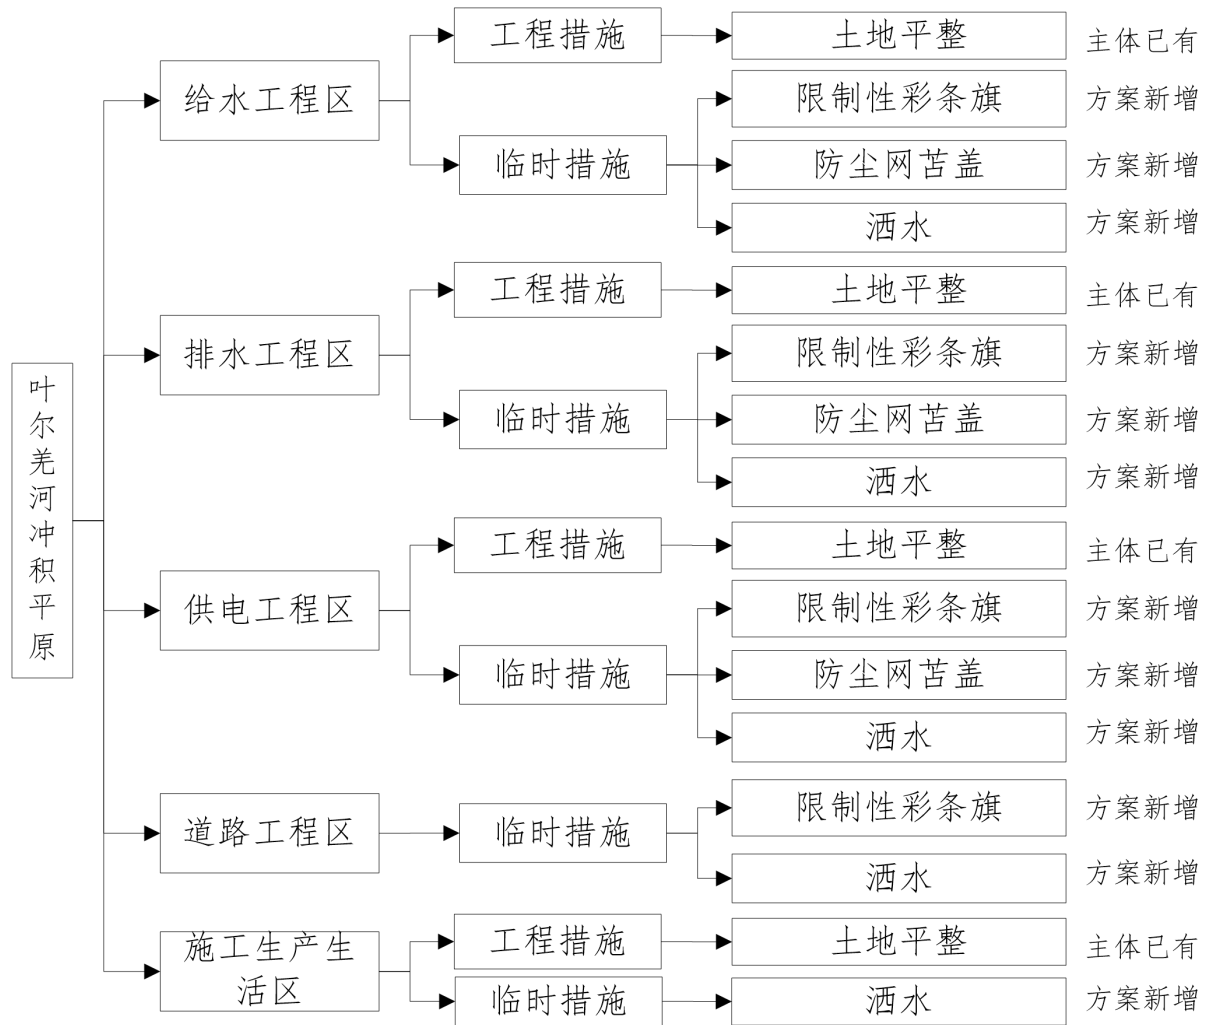 叶尔羌河冲积平原
给水工程区
工程措施
土地平整
主体已有
临时措施
限制性彩条旗
方案新增
防尘网苫盖
方案新增
洒水
方案新增
排水工程区
工程措施
土地平整
主体已有
临时措施
限制性彩条旗
方案新增
防尘网苫盖
方案新增
洒水
方案新增
供电工程区
工程措施
土地平整
主体已有
临时措施
限制性彩条旗
方案新增
防尘网苫盖
方案新增
洒水
方案新增
道路工程区
临时措施
限制性彩条旗
方案新增
洒水
方案新增
施工生产生
活区
工程措施
土地平整
主体已有
临时措施
洒水
方案新增